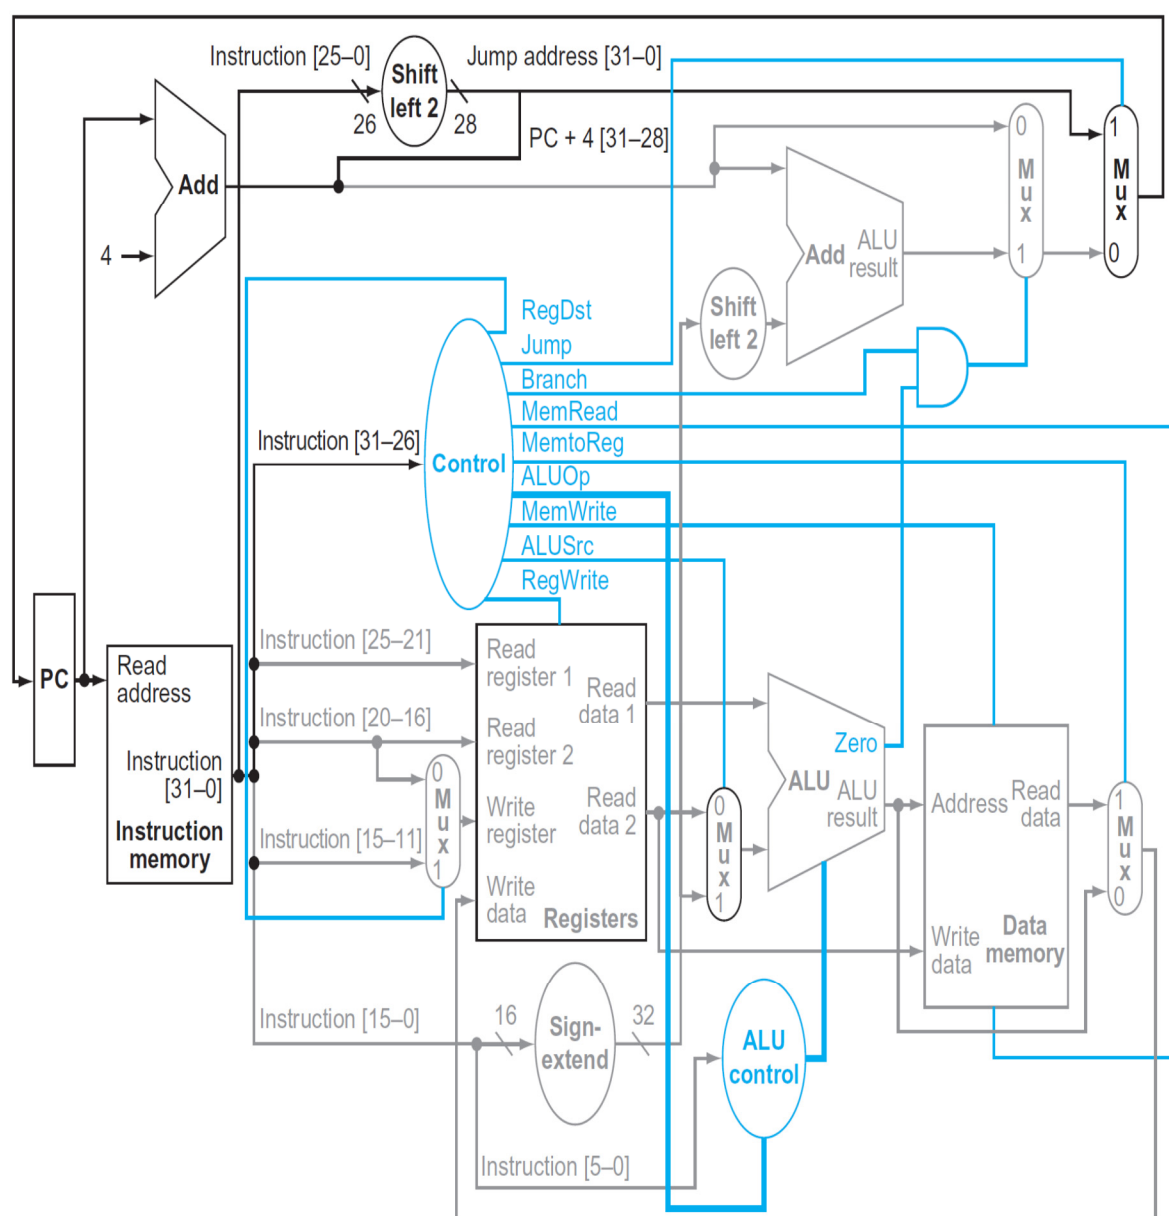 Instruction [25–0]
Shift
left 2
Jump address [31–0]
26
28
PC + 4 [31–28]
Add
4
0
Mux
1
1
Mux
0
Add
ALU
result
Shift
left 2
RegDst
Jump
Branch
MemRead
MemtoReg
ALUOp
MemWrite
ALUSrc
RegWrite
Instruction [31–26]
Control
PC
Read
address
Instruction
[31–0]
Instruction
memory
Instruction [25–21]
Instruction [20–16]
Instruction [15–11]
0
Mux
1
Read
register 1
Read
register 2
Write
register
Write
data
Read
data 1
Read
data 2
Registers
0
Mux
1
Zero
ALU
ALU
result
Address
Read
data
Write
data
Data
memory
1
Mux
0
Instruction [15–0]
16
Sign-
extend
32
ALU
control
Instruction [5–0]